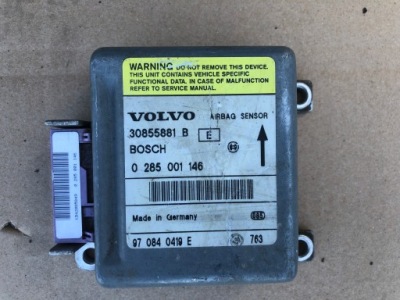 WARNING DO NOT REMOVE THIS DEVICE.
THIS UNIT CONTAINS VEHICLE SPECIFIC
FUNCTIONAL DATA. IN CASE OF MALFUNCTION
REFER TO SERVICE MANUAL.
VOLVO AIRBAG SENSOR
30855881 B E
BOSCH
0 285 001 146
Made in Germany
97 084 0419 E 763